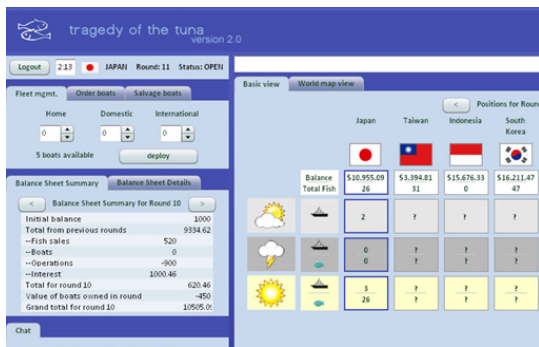 tragedy of the tuna
version 2.0
Logout 2:13 JAPAN Round: 11 Status: OPEN
Fleet mgmt. Order boats Salvage boats
Home Domestic International
0 0 0
5 boats available deploy
Balance Sheet Summary Balance Sheet Details
< Balance Sheet Summary for Round 10 >
Initial balance 1000
Total from previous rounds 9334.62
--Fish sales 520
--Boats 0
--Operations -900
--Interest 1000.46
Total for round 10 620.46
Value of boats owned in round -450
Grand total for round 10 10505.0
Chat
Basic view World map view
< Positions for Roun
Japan Taiwan Indonesia South Korea
Balance $10.955.09 $3.394.81 $15.676.33 $16.211.47
Total Fish 26 31 0 47
2 ? ? ?
0 ? ? ?
0 ? ? ?
3 ? ? ?
26 ? ? ?